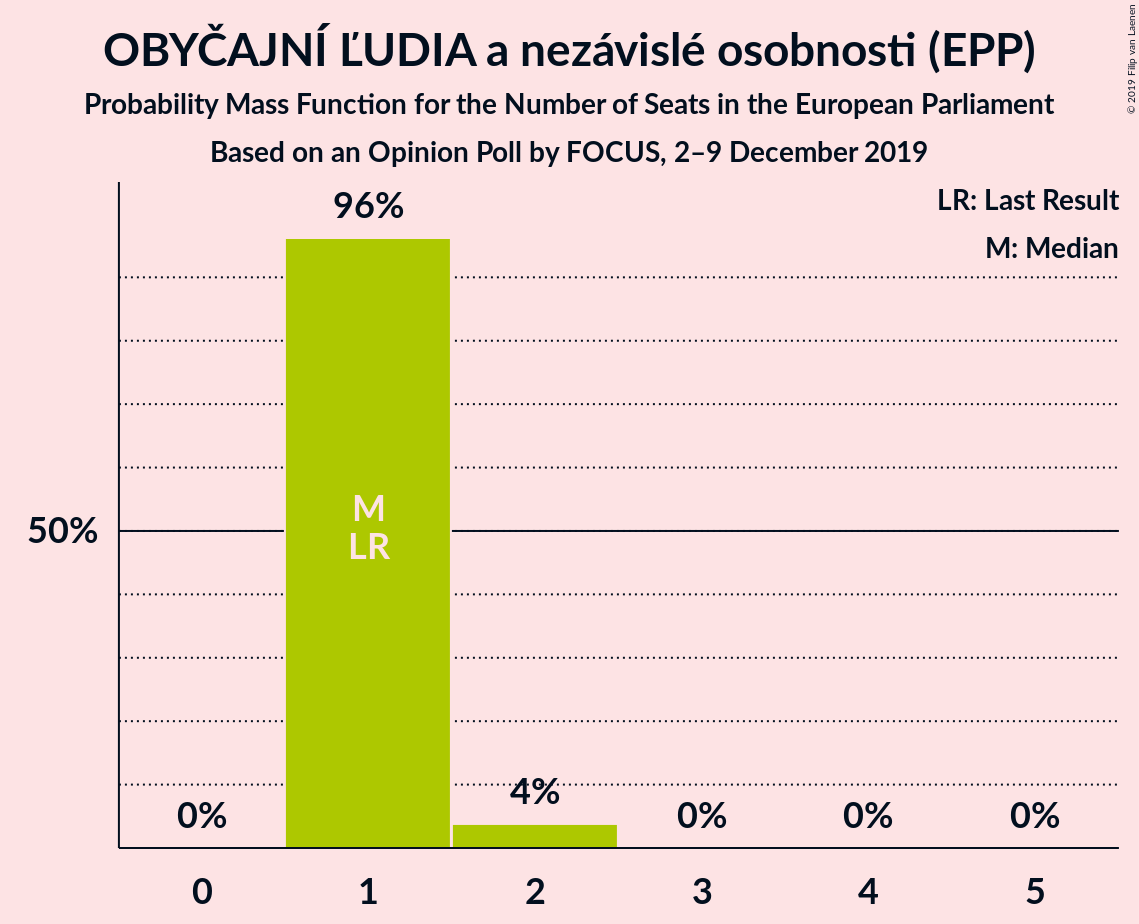 OBYČAJNÍ ĽUDIA a nezávislé osobnosti (EPP)
Probability Mass Function for the Number of Seats in the European Parliament
Based on an Opinion Poll by FOCUS, 2–9 December 2019
© 2019 Filip van Laenen
LR: Last Result
M: Median
96%
M
LR
50%
4%
0%
0%
0%
0%
0 1 2 3 4 5